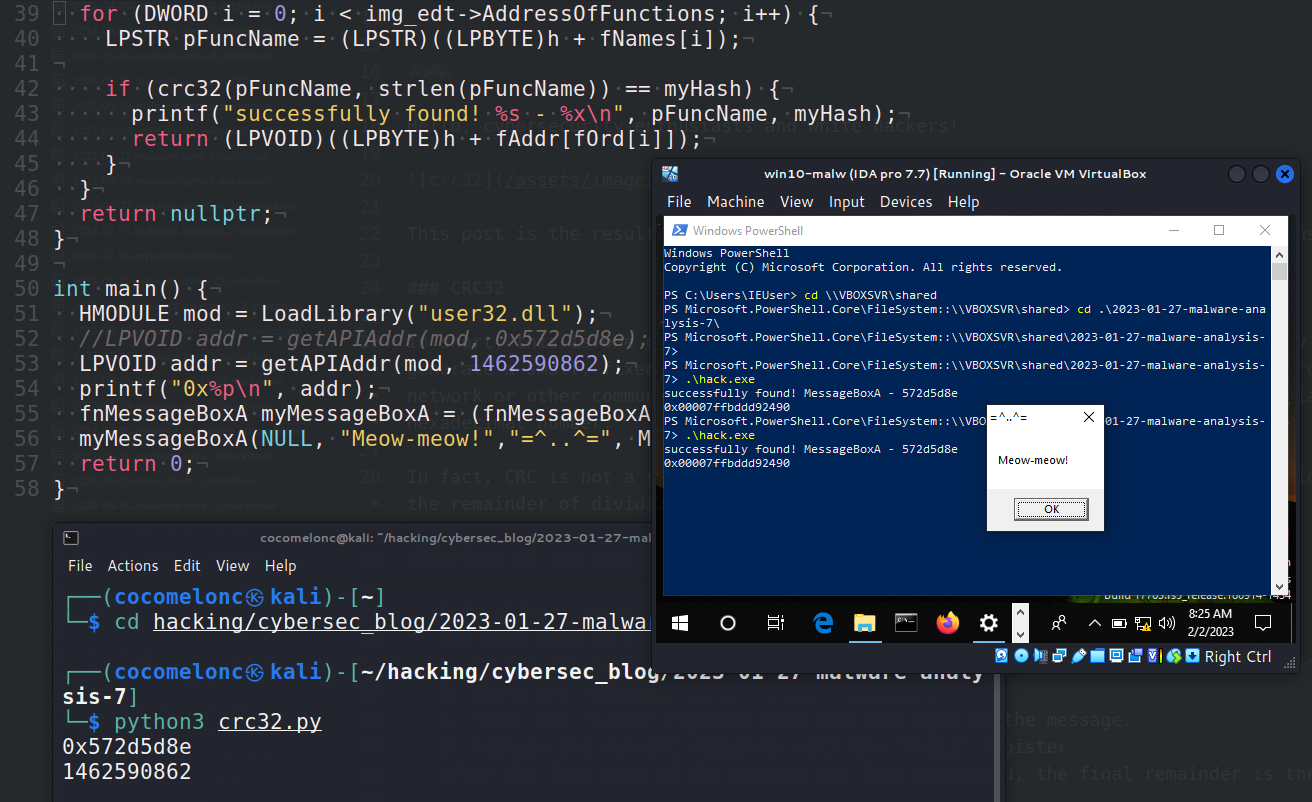 39 for (DWORD i = 0; i < img_edt->AddressOfFunctions; i++) {¬
40 ····LPSTR·pFuncName·=·(LPSTR)((LPBYTE)h + fNames[i]);¬
41 ¬
42 ····if (crc32(pFuncName, strlen(pFuncName)) == myHash) {¬
43 ······printf("successfully·found!·%s·-·%x\n", pFuncName, myHash);¬
44 ······return (LPVOID)((LPBYTE)h + fAddr[fOrd[i]]);¬
45 ····}¬
46 ··}¬
47 ··return nullptr;¬
48 }¬
49 ¬
50 int main() {¬
51 ··HMODULE mod = LoadLibrary("user32.dll");¬
52 ··//LPVOID addr = getAPIAddr(mod, 0x572d5d8e);
53 ··LPVOID addr = getAPIAddr(mod, 1462590862);¬
54 ··printf("0x%p\n", addr);¬
55 ··fnMessageBoxA myMessageBoxA = (fnMessageBoxA
56 ··myMessageBoxA(NULL, "Meow-meow!","=^..^=", M
57 ··return 0;¬
58 }¬
16
19
20 ![crc32](/assets/image
21
22 This post is the resul
23
24 ### CRC32
network or other commu
28 In fact, CRC is not a s
the remainder of dividi
usiasts and white hackers!
win10-malw (IDA pro 7.7) [Running] - Oracle VM VirtualBox
File Machine View Input Devices Help
Windows PowerShell
Windows PowerShell
Copyright (C) Microsoft Corporation. All rights reserved.
PS C:\Users\IEUser> cd \\VBOXSVR\shared
PS Microsoft.PowerShell.Core\FileSystem::\\VBOXSVR\shared> cd .\2023-01-27-malware-ana
lysis-7\
PS Microsoft.PowerShell.Core\FileSystem::\\VBOXSVR\shared\2023-01-27-malware-analysis-
7>
PS Microsoft.PowerShell.Core\FileSystem::\\VBOXSVR\shared\2023-01-27-malware-analysis-
7> .\hack.exe
successfully found! MessageBoxA - 572d5d8e
0x00007ffbddd92490
PS Microsoft.PowerShell.Core\FileSystem::\\VBOX 01-27-malware-analysis-
7> .\hack.exe
successfully found! MessageBoxA - 572d5d8e
0x00007ffbddd92490
=^..^=
Meow-meow!
OK
8:25 AM
2/2/2023
Right Ctrl
cocomelonc@kali: ~/hacking/cybersec_blog/2023-01-27-mal
File Actions Edit View Help
┌──(cocomelonc㉿kali)-[~]
└─$ cd hacking/cybersec_blog/2023-01-27-malwar
┌──(cocomelonc㉿kali)-[~/hacking/cybersec_blog/2023-01-27-malware-analy
sis-7]
└─$ python3 crc32.py
0x572d5d8e
1462590862
the message.
gister
d, the final remainder is the